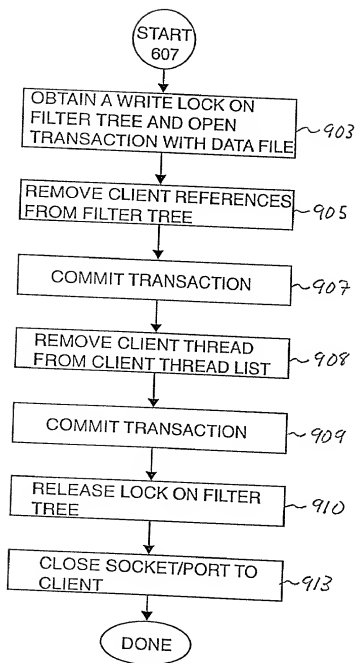 START
607
OBTAIN A WRITE LOCK ON
FILTER TREE AND OPEN
TRANSACTION WITH DATA FILE
903
REMOVE CLIENT REFERENCES
FROM FILTER TREE
905
COMMIT TRANSACTION
907
REMOVE CLIENT THREAD
FROM CLIENT THREAD LIST
908
COMMIT TRANSACTION
909
RELEASE LOCK ON FILTER
TREE
910
CLOSE SOCKET/PORT TO
CLIENT
913
DONE